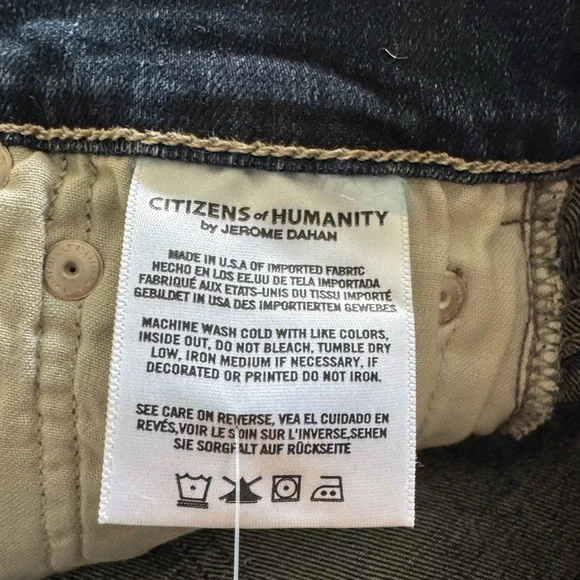 CITIZENS of HUMANITY
by JEROME DAHAN
MADE IN U.S.A OF IMPORTED FABRIC
HECHO EN LOS EE.UU DE TELA IMPORTADA
FABRIQUÉ AUX ETATS-UNIS DU TISSU IMPORTÉ
GEBILDET IN USA DES IMPORTIERTEN GEWEBES
MACHINE WASH COLD WITH LIKE COLORS,
INSIDE OUT, DO NOT BLEACH, TUMBLE DRY
LOW, IRON MEDIUM IF NECESSARY, IF
DECORATED OR PRINTED DO NOT IRON.
SEE CARE ON REVERSE, VEA EL CUIDADO EN
REVÉS,VOIR LE SOIN SUR L'INVERSE,SEHEN
SIE SORGFALT AUF RÜCKSEITE